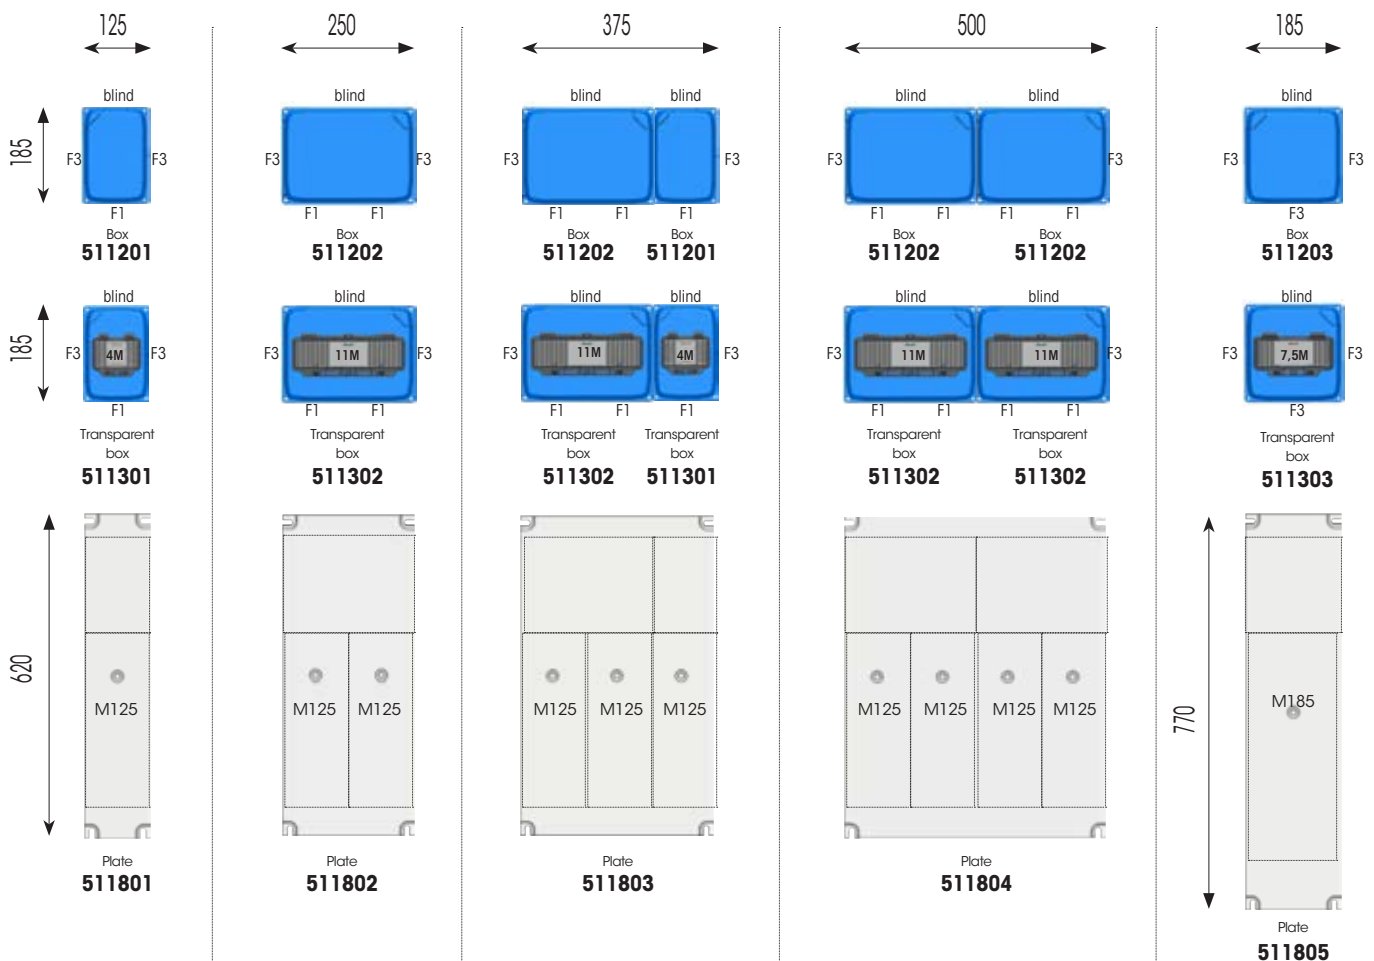 125 250 375 500 185
blind blind blind blind blind blind blind
185
F3 F3 F3 F3 F3 F3 F3 F3 F3 F3
F1 F1 F1 F1 F1 F1 F1 F1 F1 F1 F3
Box Box Box Box Box Box Box
511201 511202 511202 511201 511202 511202 511203
blind blind blind blind blind blind blind
185
F3 4M F3 F3 11M F3 F3 11M 4M F3 F3 11M 11M F3 F3 7,5M F3
F1 F1 F1 F1 F1 F1 F1 F1 F1 F1 F3
Transparent Transparent Transparent Transparent Transparent Transparent Transparent
box box box box box box box
511301 511302 511302 511301 511302 511302 511303
620
770
M125 M125 M125 M125 M125 M125 M125 M125 M125 M125 M185
Plate Plate Plate Plate
511801 511802 511803 511804
Plate
511805